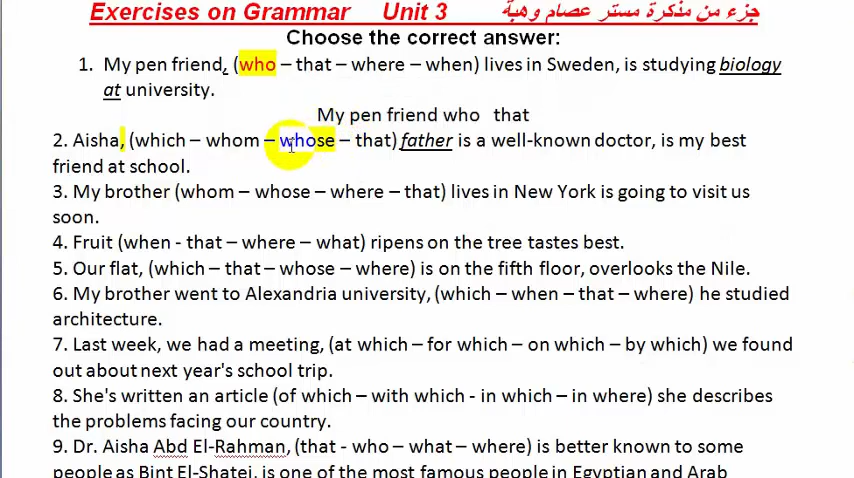 Exercises on Grammar Unit 3 جزء من مذكرة مستر عصام وهبة
Choose the correct answer:
1. My pen friend, (who – that – where – when) lives in Sweden, is studying biology
at university.
My pen friend who that
2. Aisha, (which – whom – whose – that) father is a well-known doctor, is my best
friend at school.
3. My brother (whom – whose – where – that) lives in New York is going to visit us
soon.
4. Fruit (when - that – where – what) ripens on the tree tastes best.
5. Our flat, (which – that – whose – where) is on the fifth floor, overlooks the Nile.
6. My brother went to Alexandria university, (which – when – that – where) he studied
architecture.
7. Last week, we had a meeting, (at which – for which – on which – by which) we found
out about next year's school trip.
8. She's written an article (of which – with which - in which – in where) she describes
the problems facing our country.
9. Dr. Aisha Abd El-Rahman, (that - who – what – where) is better known to some
people as Bint El-Shatei, is one of the most famous people in Egyptian and Arab